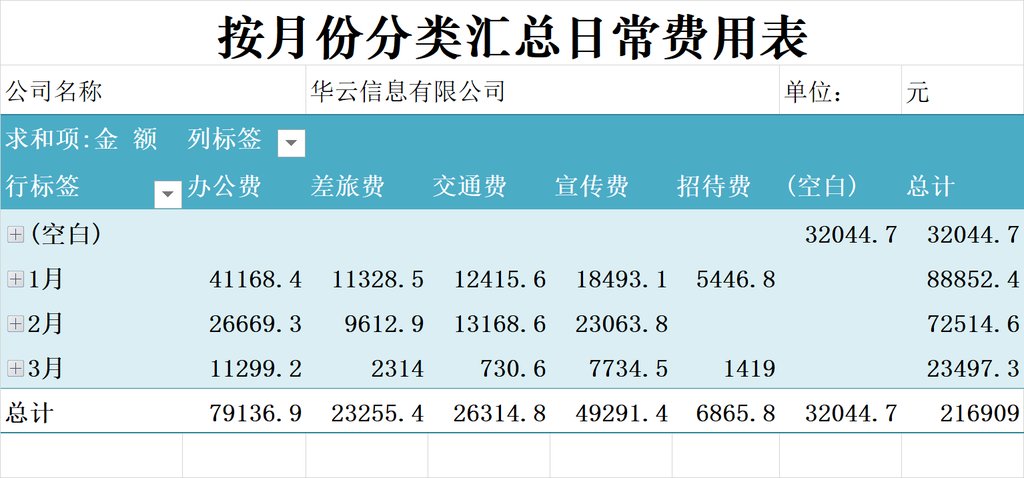 按月份分类汇总日常费用表
公司名称 华云信息有限公司 单位： 元
求和项:金 额 列标签
行标签 办公费 差旅费 交通费 宣传费 招待费 (空白) 总计
(空白) 32044.7 32044.7
1月 41168.4 11328.5 12415.6 18493.1 5446.8 88852.4
2月 26669.3 9612.9 13168.6 23063.8 72514.6
3月 11299.2 2314 730.6 7734.5 1419 23497.3
总计 79136.9 23255.4 26314.8 49291.4 6865.8 32044.7 216909